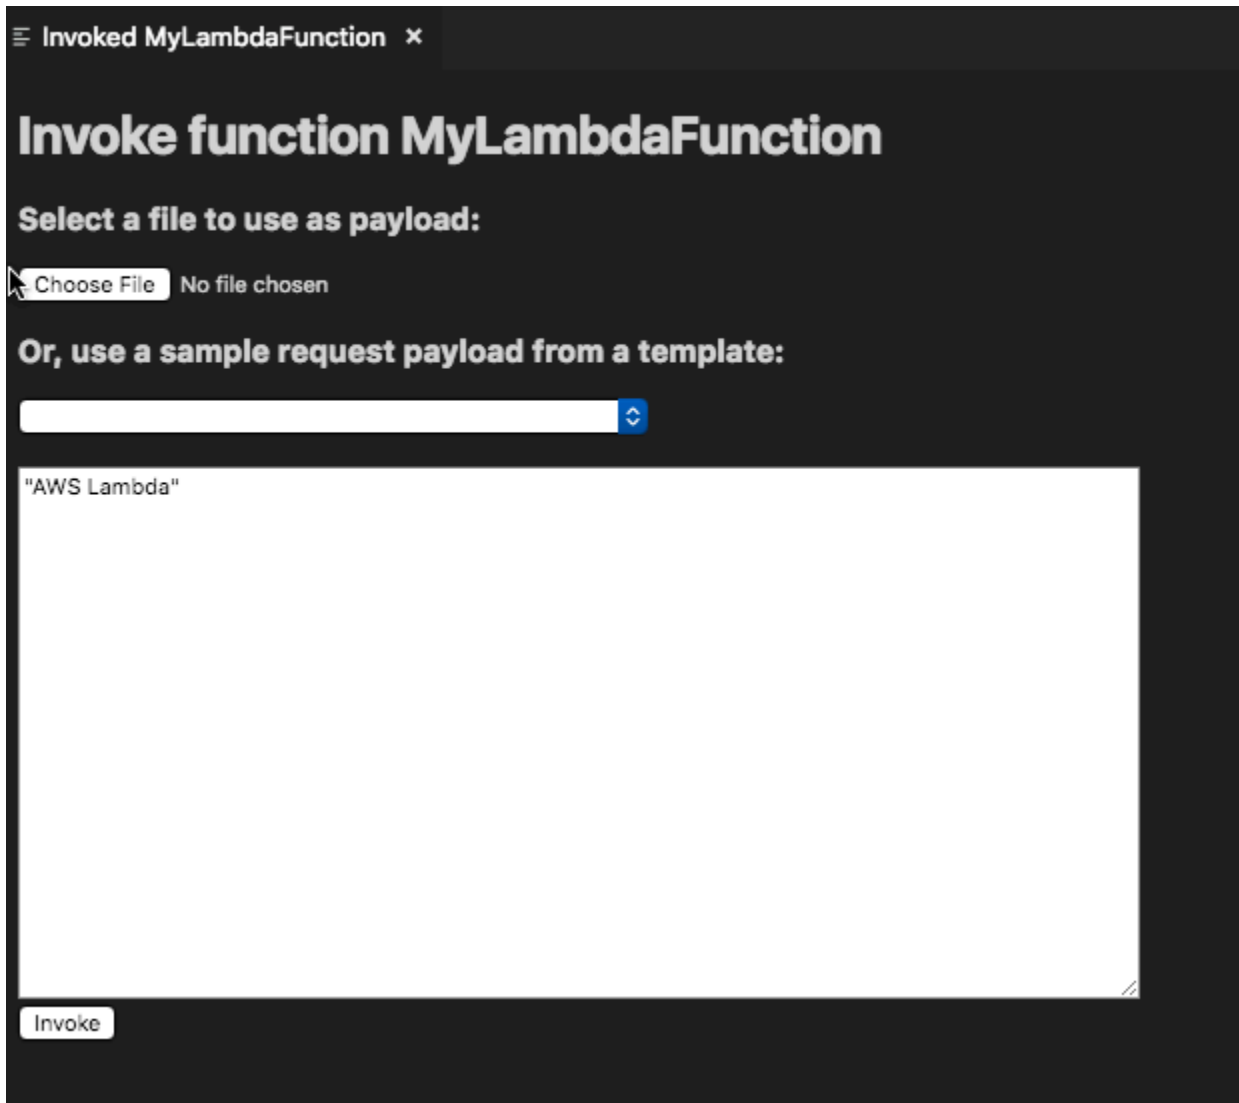 Invoked MyLambdaFunction
Invoke function MyLambdaFunction
Select a file to use as payload:
Choose File No file chosen
Or, use a sample request payload from a template:
"AWS Lambda"
Invoke